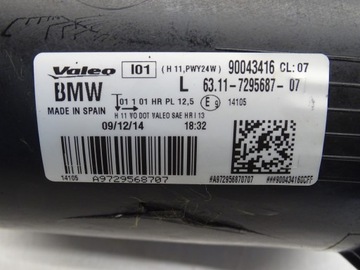 Valeo I01 (H 11,PWY24W) 90043416 CL:07
BMW L 63.11-7295687-07
01 1 01 HR PL 12,5 E9 14105
MADE IN SPAIN H 11 YO DOT VALEO SAE HR I 13
09/12/14 18:32
14105 A9729568707 #A972956870707 ###90043416GCFF